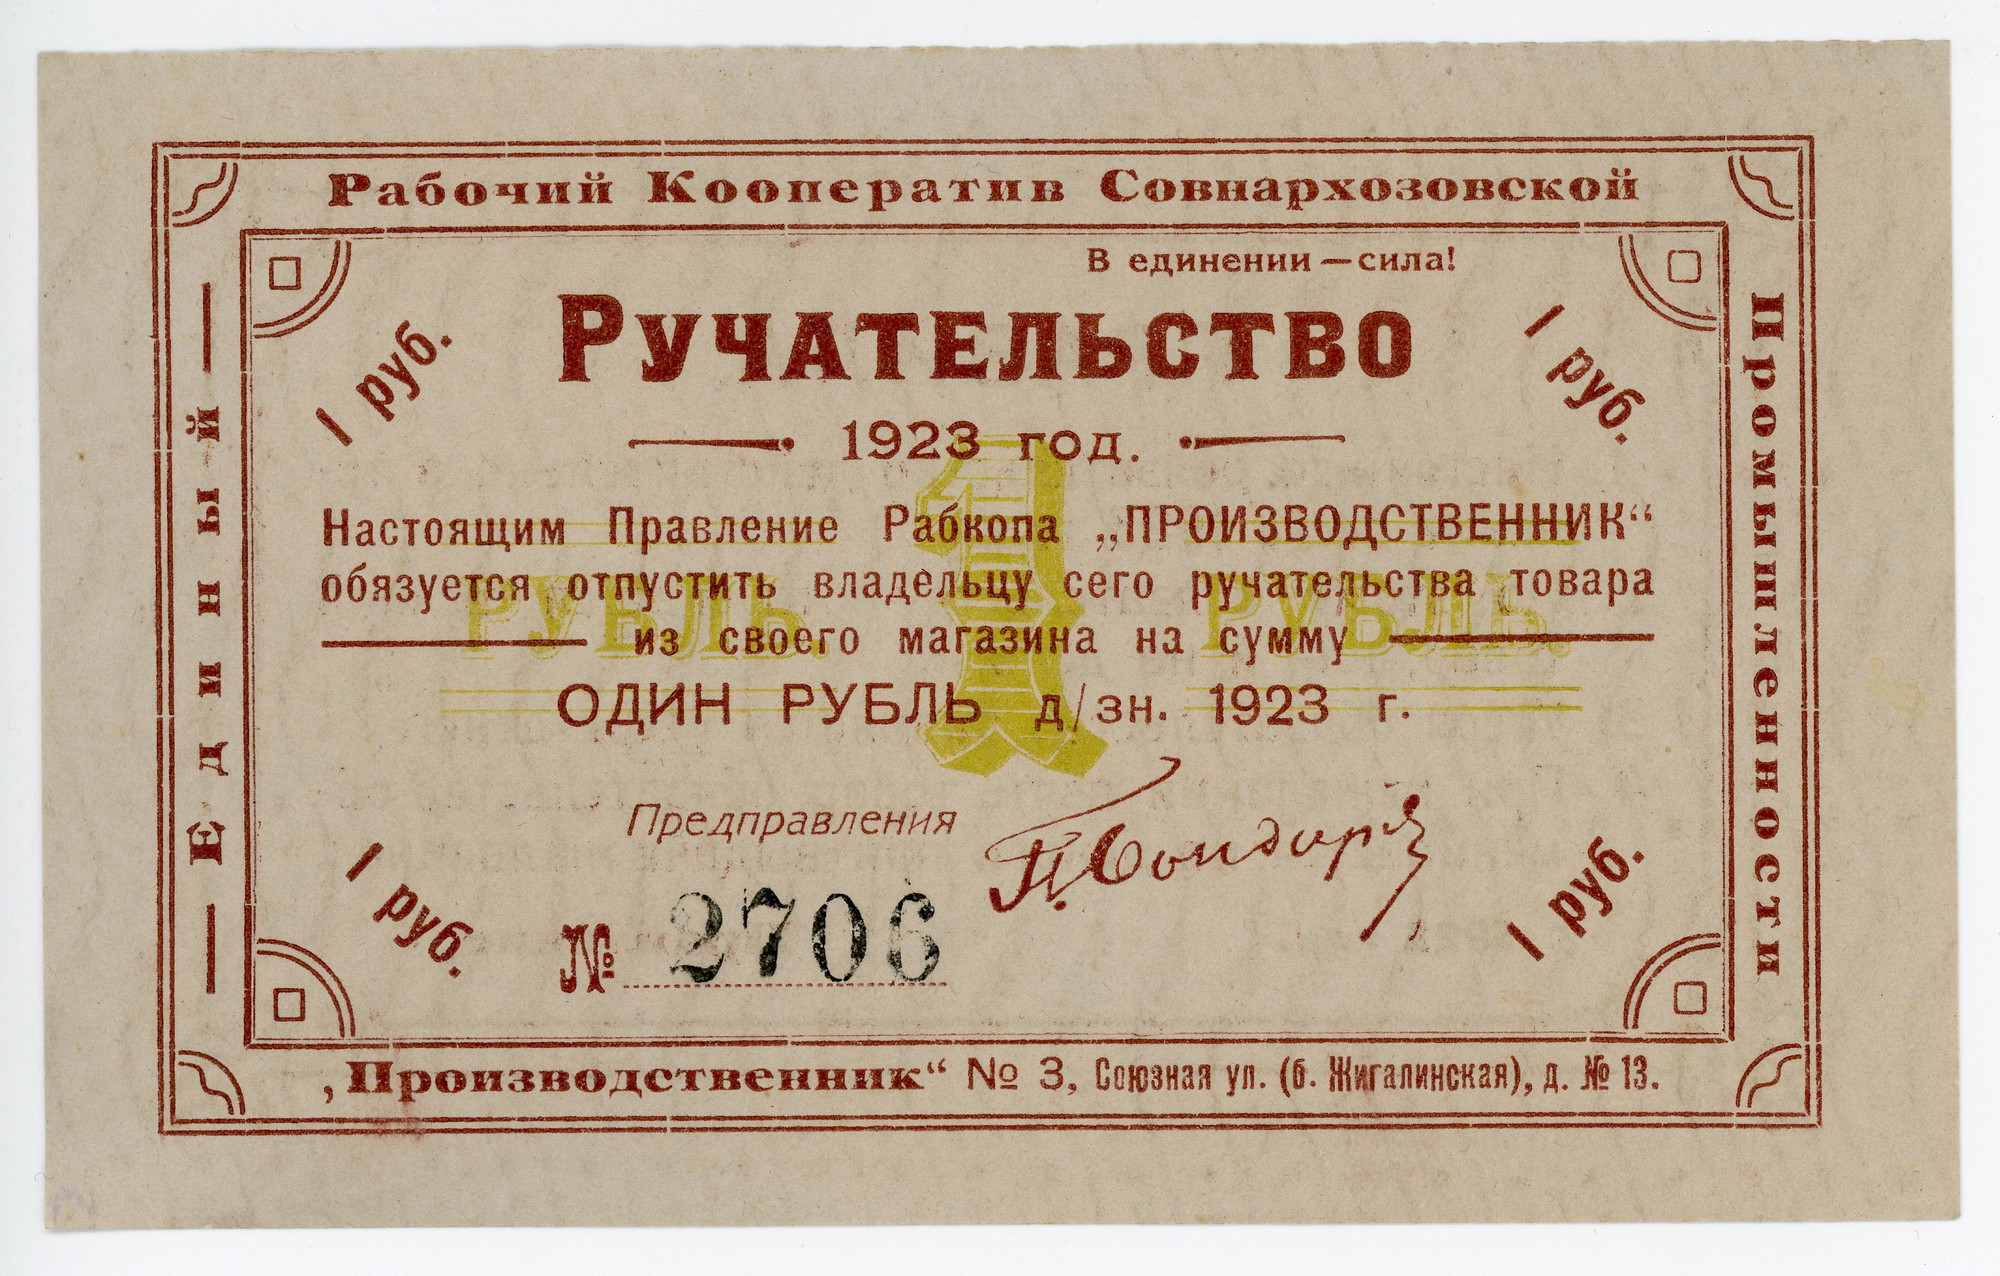 Единый
Рабочий Кооператив Совнархозовской
Промышленности
В единении — сила!
1 руб.
1 руб.
РУЧАТЕЛЬСТВО
1923 год.
Настоящим Правление Рабкопа „ПРОИЗВОДСТВЕННИК“
обязуется отпустить владельцу сего ручательства товара
из своего магазина на сумму
ОДИН РУБЛЬ д/зн. 1923 г.
РУБЛЬ. 1 РУБЛЬ.
Предправления
1 руб.
1 руб.
№ 2706
„Производственник“ № 3, Союзная ул. (б. Жигалинская), д. № 13.